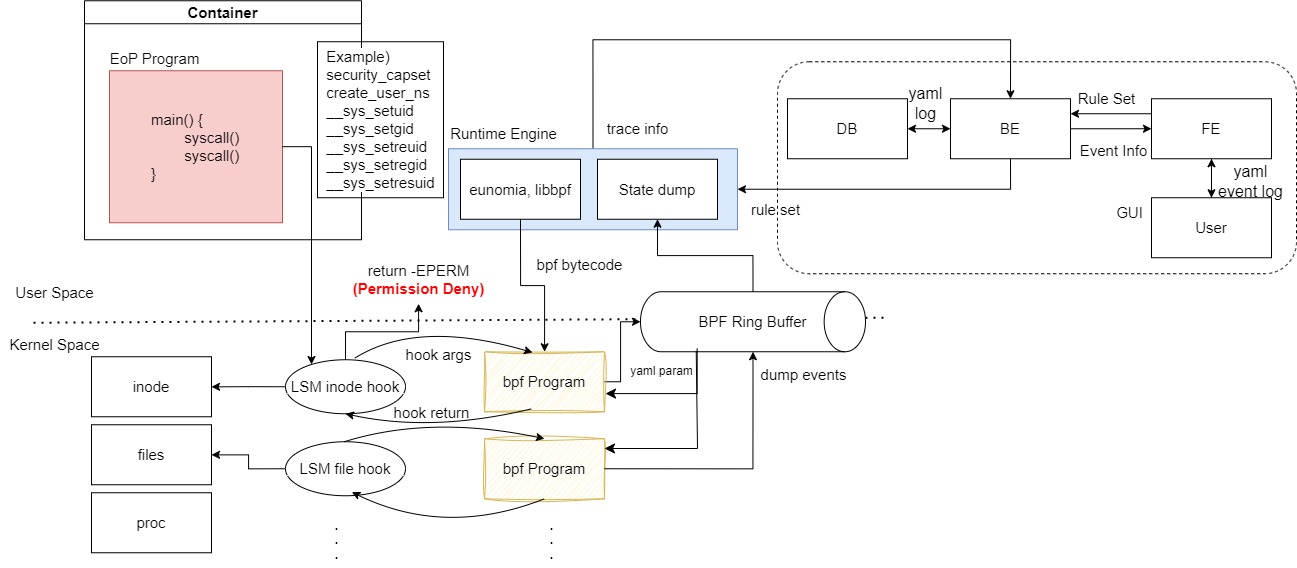 Container
EoP Program
main() {
syscall()
syscall()
}
Example)
security_capset
create_user_ns
__sys_setuid
__sys_setgid
__sys_setreuid
__sys_setregid
__sys_setresuid
Runtime Engine
eunomia, libbpf
State dump
trace info
rule set
DB
yaml
log
BE
Rule Set
Event Info
FE
yaml
event log
GUI
User
bpf bytecode
return -EPERM
(Permission Deny)
User Space
Kernel Space
BPF Ring Buffer
inode
LSM inode hook
hook args
hook return
bpf Program
yaml param
dump events
files
LSM file hook
bpf Program
proc